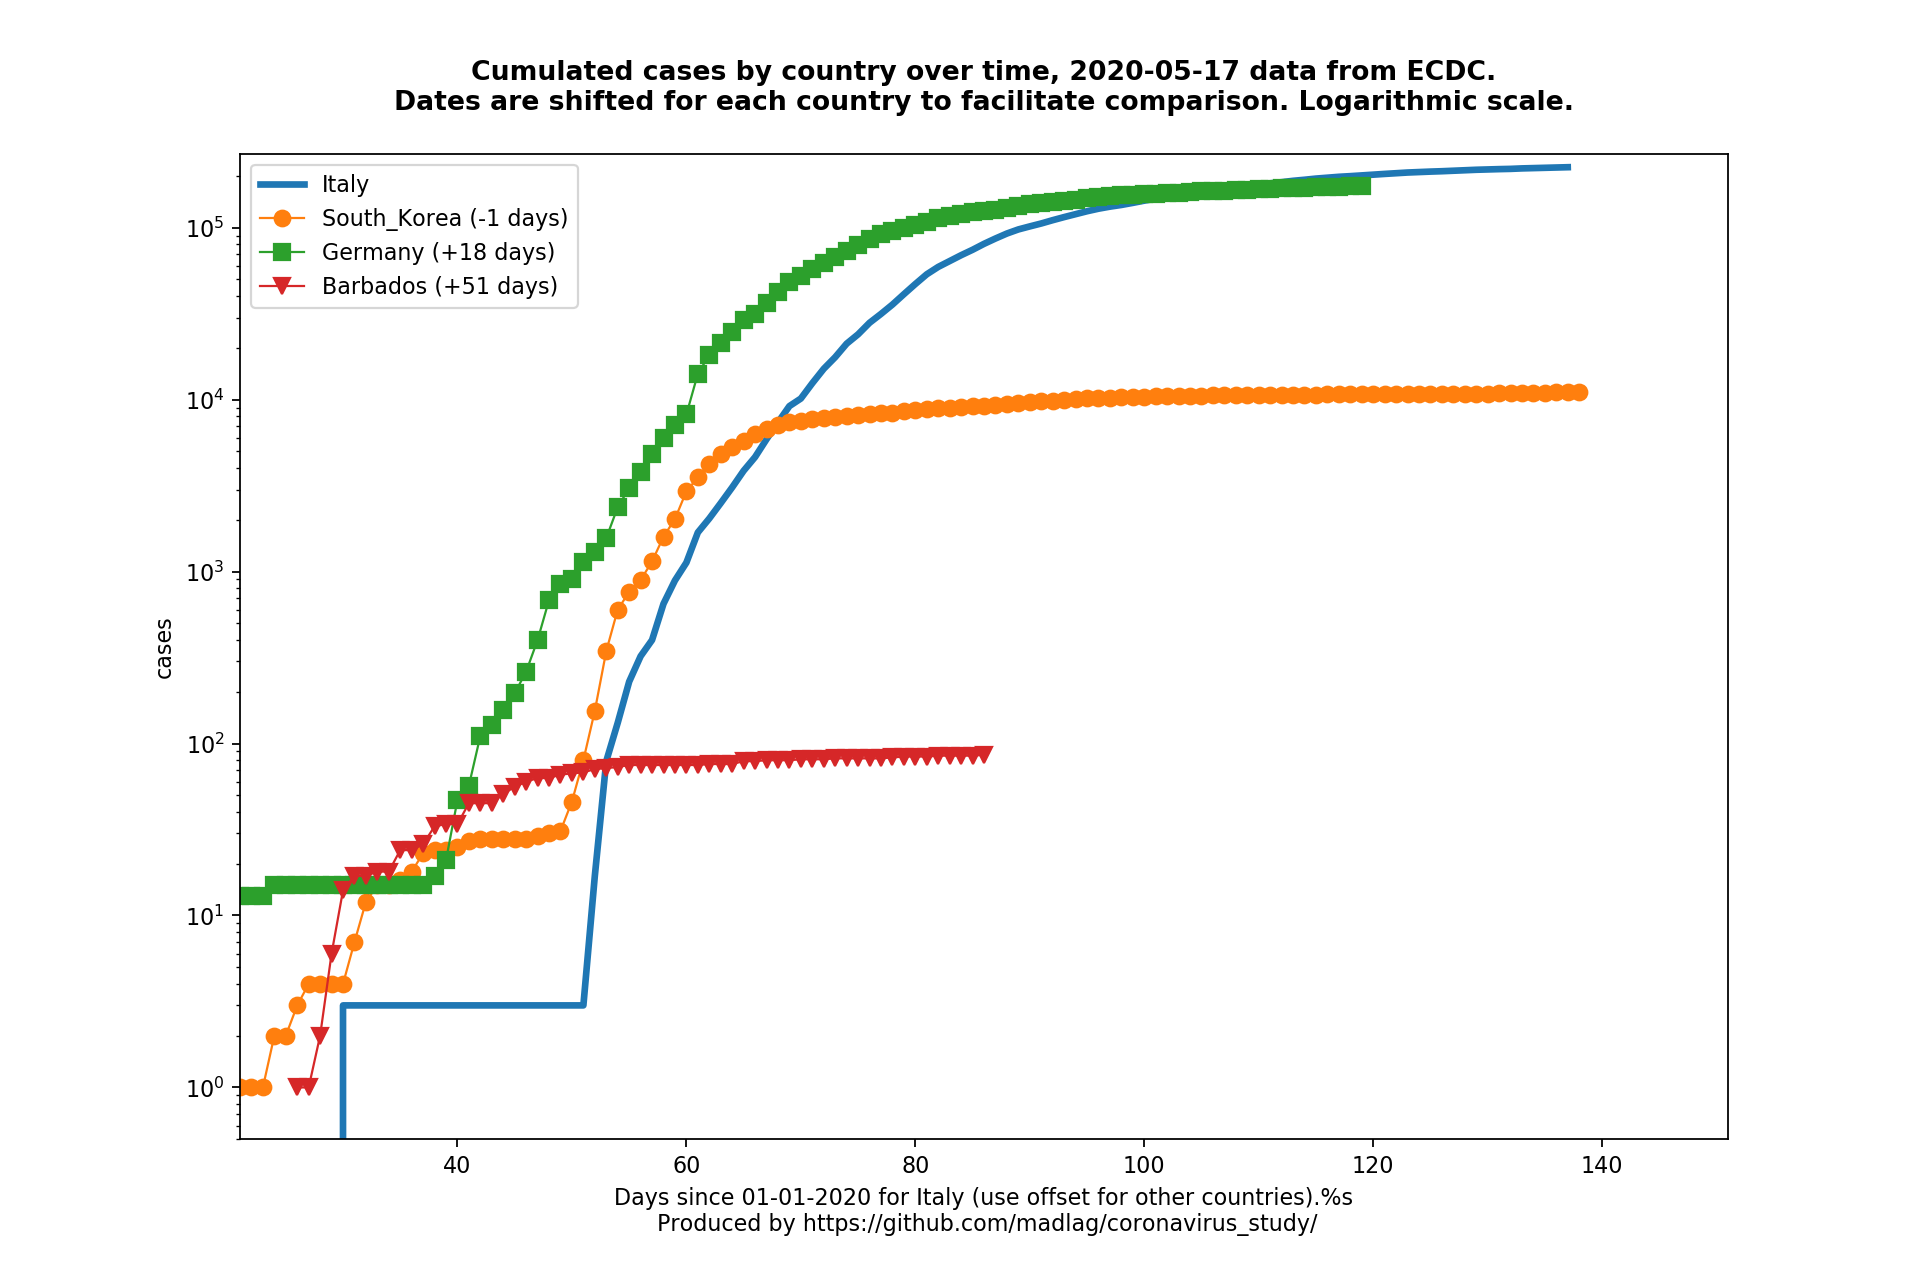 Cumulated cases by country over time, 2020-05-17 data from ECDC.
Dates are shifted for each country to facilitate comparison. Logarithmic scale.
Italy
South_Korea (-1 days)
Germany (+18 days)
Barbados (+51 days)
10^5
10^4
10^3
10^2
10^1
10^0
cases
40 60 80 100 120 140
Days since 01-01-2020 for Italy (use offset for other countries).%s
Produced by https://github.com/madlag/coronavirus_study/